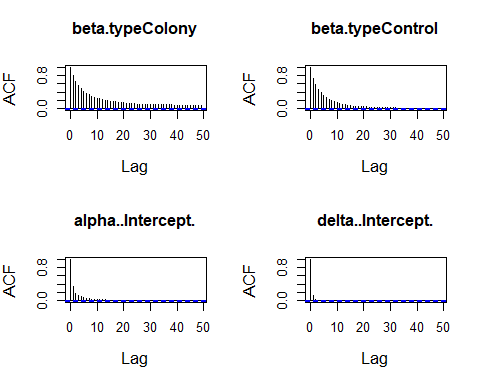 beta.typeColony
ACF
0.0 0.8
0 10 20 30 40 50
Lag
beta.typeControl
ACF
0.0 0.8
0 10 20 30 40 50
Lag
alpha..Intercept.
ACF
0.0 0.8
0 10 20 30 40 50
Lag
delta..Intercept.
ACF
0.0 0.8
0 10 20 30 40 50
Lag